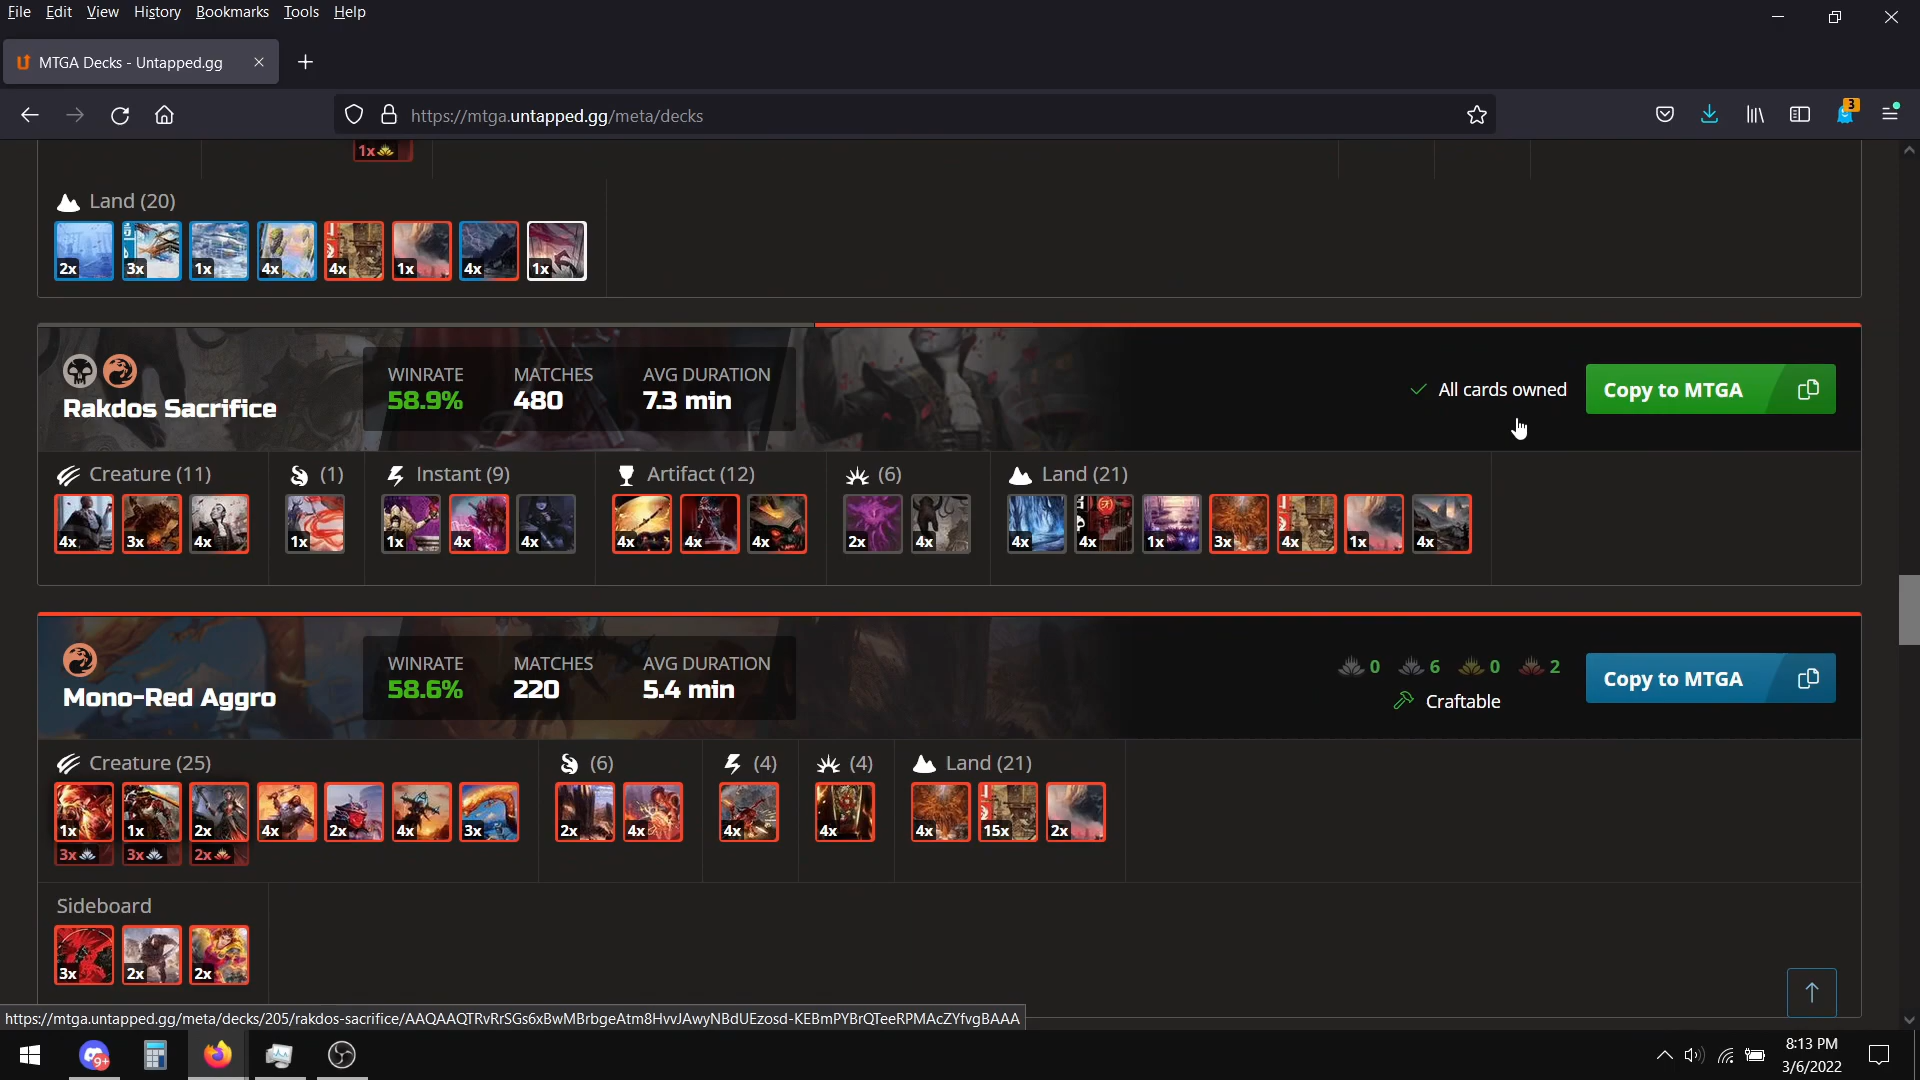 File Edit View History Bookmarks Tools Help
MTGA Decks - Untapped.gg
https://mtga.untapped.gg/meta/decks
3
1x
Land (20)
2x 3x 1x 4x 4x 1x 4x 1x
WINRATE MATCHES AVG DURATION
58.9% 480 7.3 min
Rakdos Sacrifice
All cards owned
Copy to MTGA
Creature (11) (1) Instant (9) Artifact (12) (6) Land (21)
4x 3x 4x 1x 1x 4x 4x 4x 4x 4x 2x 4x 4x 4x 1x 3x 4x 1x 4x
WINRATE MATCHES AVG DURATION
58.6% 220 5.4 min
Mono-Red Aggro
0 6 0 2
Craftable
Copy to MTGA
Creature (25) (6) (4) (4) Land (21)
1x 1x 2x 4x 2x 4x 3x 2x 4x 4x 4x 4x 15x 2x
3x 3x 2x
Sideboard
3x 2x 2x
https://mtga.untapped.gg/meta/decks/205/rakdos-sacrifice/AAQAAQTRvRrSGs6xBwMBrbgeAtm8HvvJAwyNBdUEzosd-KEBmPYBrQTeeRPMAcZYfvgBAAA
9+
8:13 PM
3/6/2022